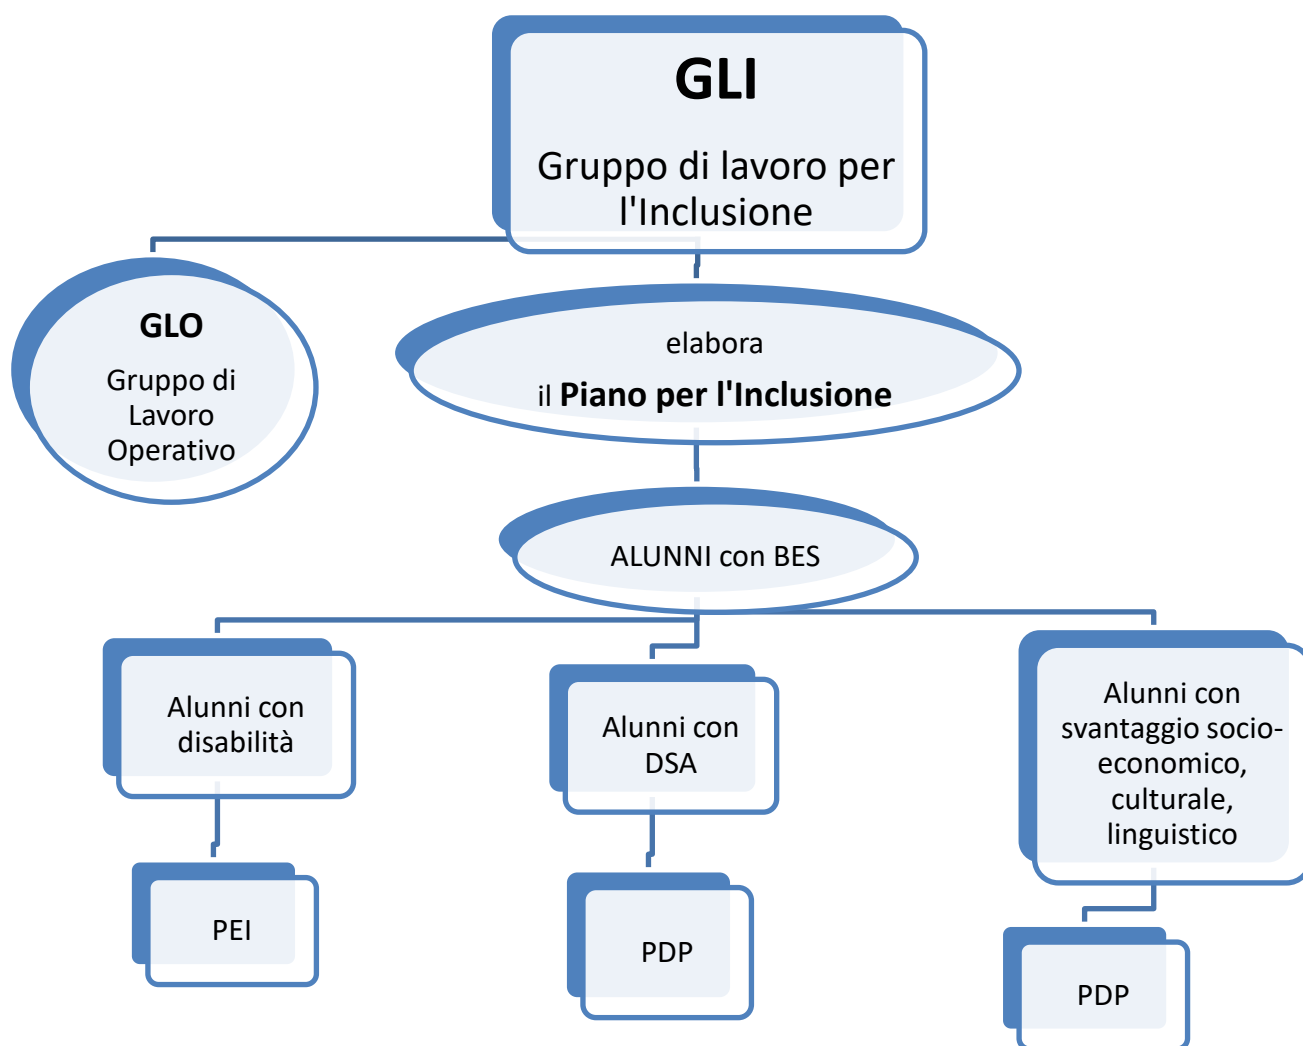 GLI
Gruppo di lavoro per
l'Inclusione
GLO
Gruppo di
Lavoro
Operativo
elabora
il Piano per l'Inclusione
ALUNNI con BES
Alunni con
disabilità
Alunni con
DSA
Alunni con
svantaggio socio-
economico,
culturale,
linguistico
PEI
PDP
PDP